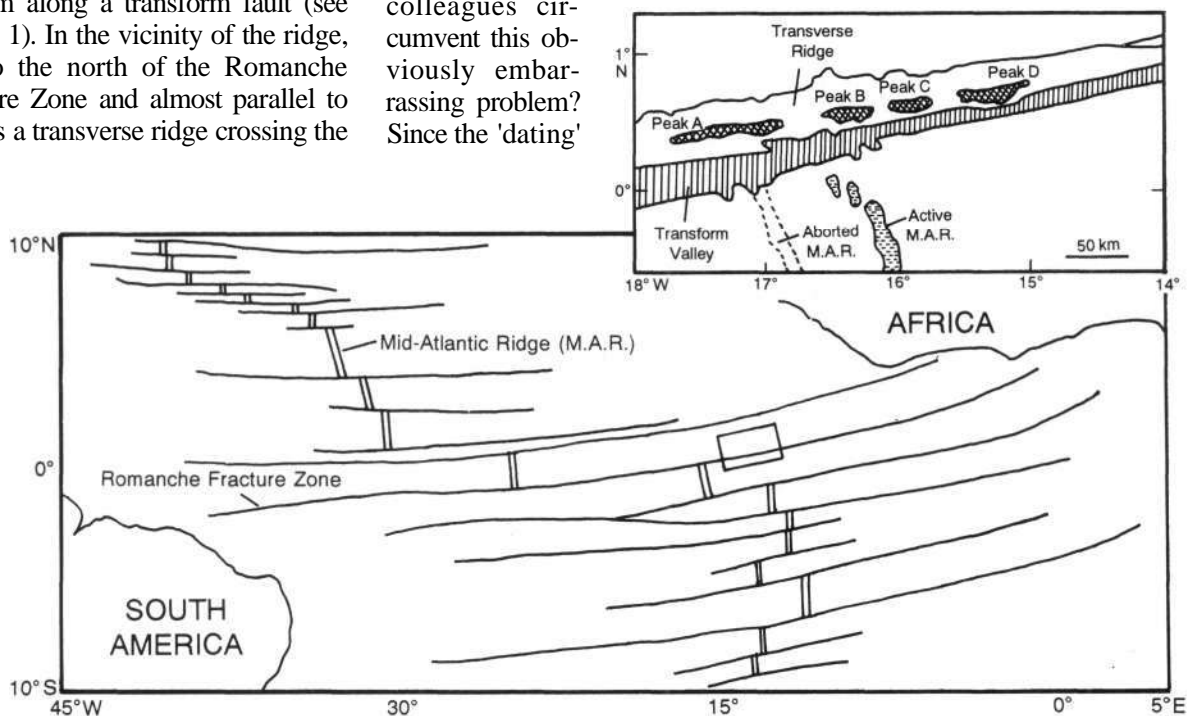 m along a transform fault (see
1). In the vicinity of the ridge,
the north of the Romanche
re Zone and almost parallel to
s a transverse ridge crossing the
colleagues cir-
cumvent this ob-
viously embar-
rassing problem?
Since the 'dating'
1°
N
0°
Transverse
Ridge
Peak A
Peak B
Peak C
Peak D
Transform
Valley
Aborted
M.A.R.
Active
M.A.R.
50 km
18°W 17° 16° 15° 14°
10°N
0°
10°S
Mid-Atlantic Ridge (M.A.R.)
AFRICA
Romanche Fracture Zone
SOUTH
AMERICA
45°W 30° 15° 0° 5°E